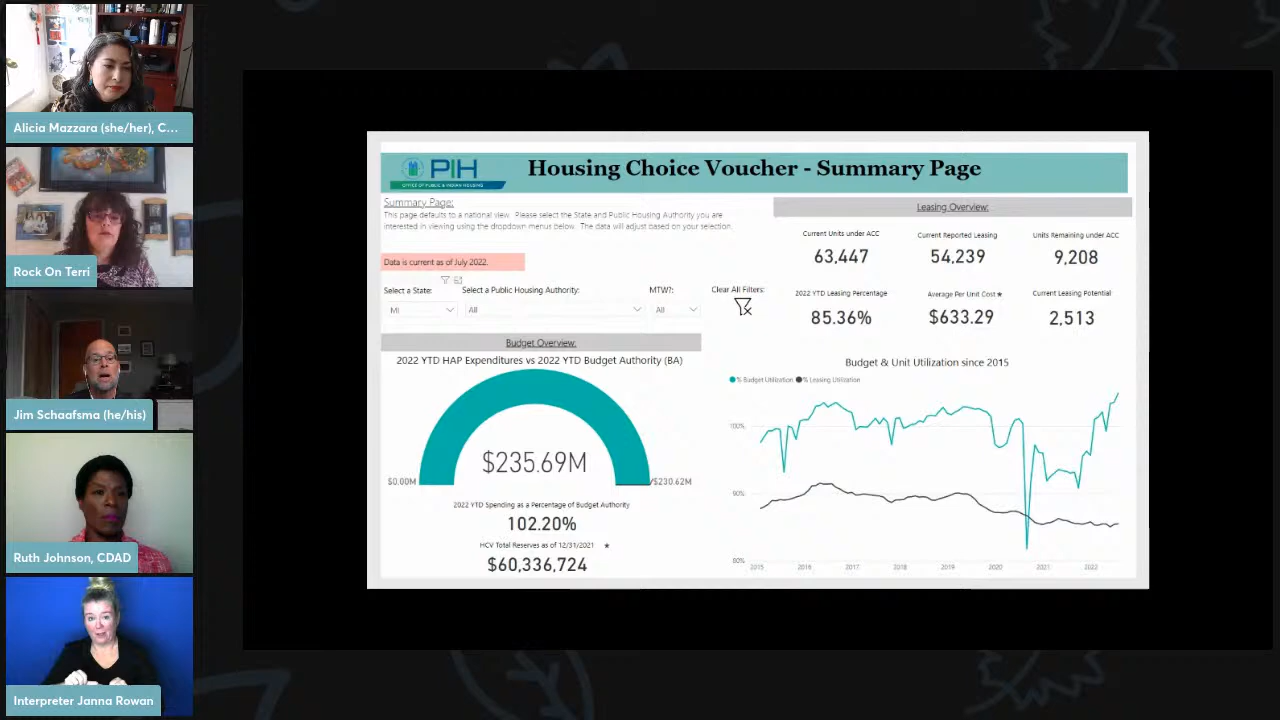 Alicia Mazzara (she/her), C...
Rock On Terri
Jim Schaafsma (he/his)
Ruth Johnson, CDAD
Interpreter Janna Rowan
PIH
OFFICE OF PUBLIC & INDIAN HOUSING
Housing Choice Voucher - Summary Page
Summary Page:
This page defaults to a national view. Please select the State and Public Housing Authority you are
interested in viewing using the dropdown menus below. The data will adjust based on your selection.
Data is current as of July 2022.
Select a State:
MI
Select a Public Housing Authority:
All
MTW?:
All
Clear All Filters:
Leasing Overview:
Current Units under ACC
63,447
Current Reported Leasing
54,239
Units Remaining under ACC
9,208
2022 YTD Leasing Percentage
85.36%
Average Per Unit Cost★
$633.29
Current Leasing Potential
2,513
Budget Overview:
2022 YTD HAP Expenditures vs 2022 YTD Budget Authority (BA)
$235.69M
$0.00M
$230.62M
2022 YTD Spending as a Percentage of Budget Authority
102.20%
HCV Total Reserves as of 12/31/2021 ★
$60,336,724
Budget & Unit Utilization since 2015
% Budget Utilization % Leasing Utilization
100%
90%
80%
2015 2016 2017 2018 2019 2020 2021 2022